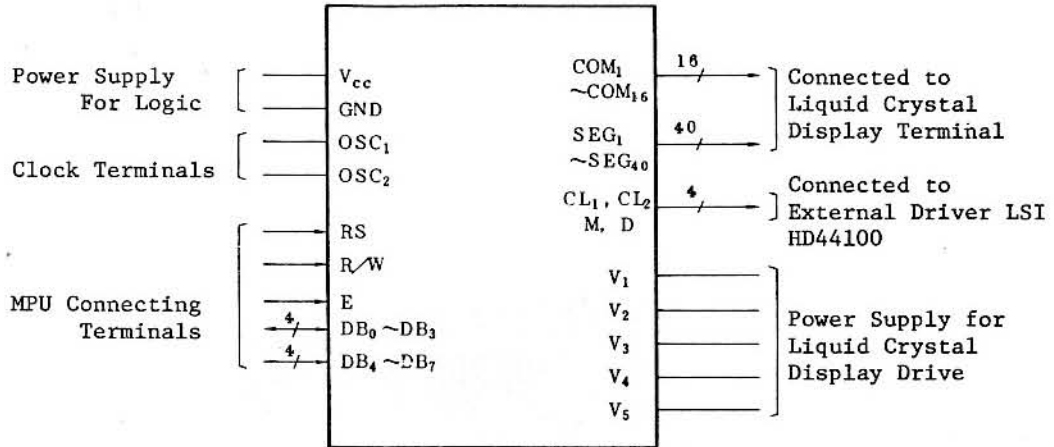 Power Supply
For Logic
Clock Terminals
MPU Connecting
Terminals
4
4
V_cc
GND
OSC₁
OSC₂
RS
R/W
E
DB₀ ~DB₃
DB₄ ~DB₇
COM₁
~COM₁₆
SEG₁
~SEG₄₀
CL₁, CL₂
M, D
V₁
V₂
V₃
V₄
V₅
16
40
4
Connected to
Liquid Crystal
Display Terminal
Connected to
External Driver LSI
HD44100
Power Supply for
Liquid Crystal
Display Drive